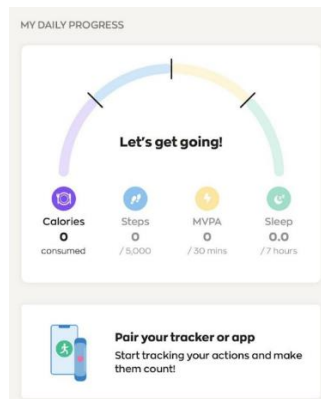 MY DAILY PROGRESS
Let's get going!
Calories Steps MVPA Sleep
0 0 0 0.0
consumed /5,000 /30 mins /7 hours
Pair your tracker or app
Start tracking your actions and make
them count!